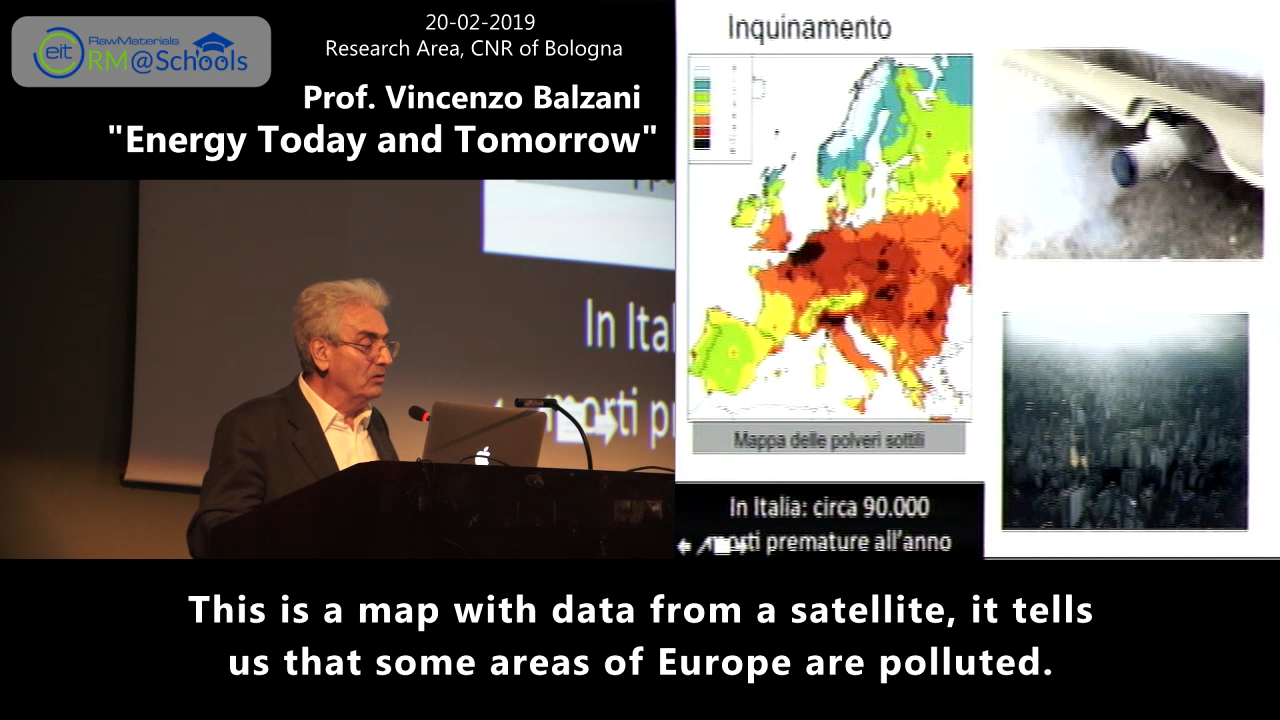 eit RawMaterials
RM@Schools
20-02-2019
Research Area, CNR of Bologna
Prof. Vincenzo Balzani
"Energy Today and Tomorrow"
In Ital
morti p
Inquinamento
Mappa delle polveri sottili
In Italia: circa 90.000
morti premature all'anno
This is a map with data from a satellite, it tells
us that some areas of Europe are polluted.